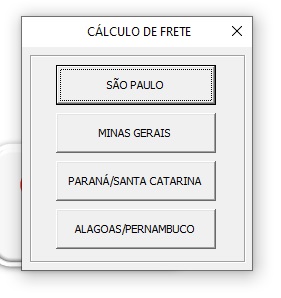 CÁLCULO DE FRETE
SÃO PAULO
MINAS GERAIS
PARANÁ/SANTA CATARINA
ALAGOAS/PERNAMBUCO